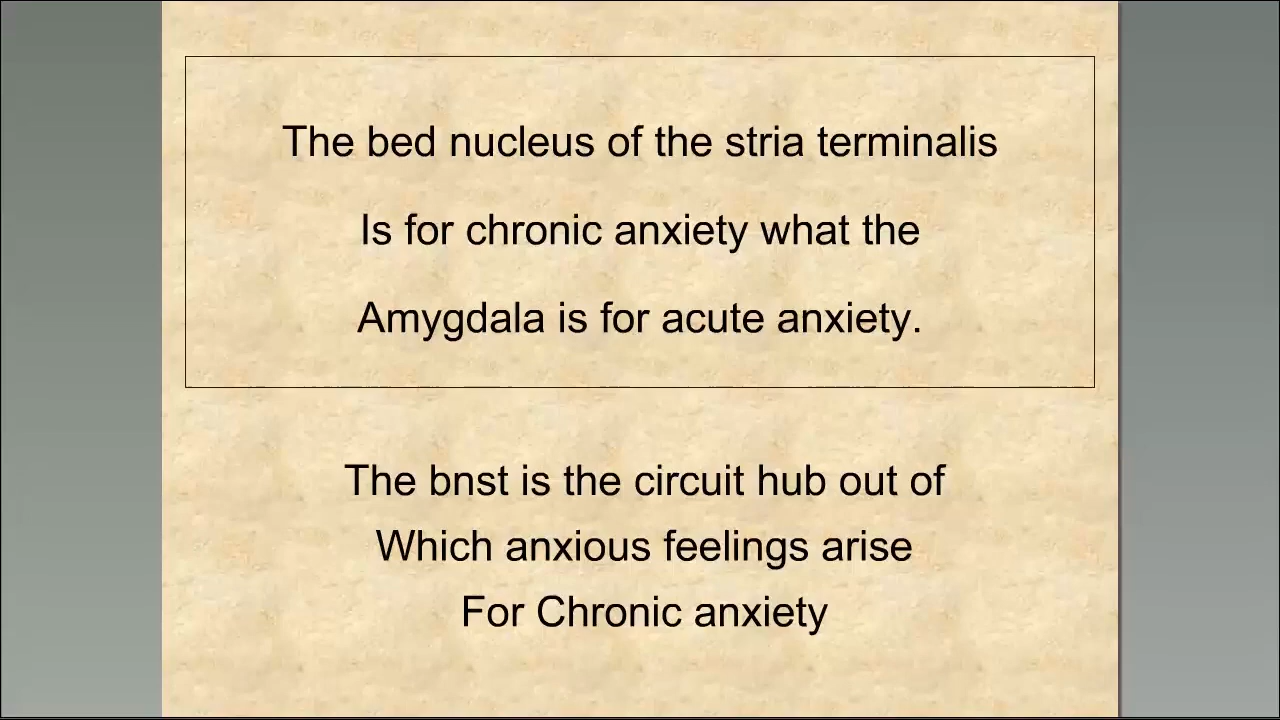 The bed nucleus of the stria terminalis
Is for chronic anxiety what the
Amygdala is for acute anxiety.
The bnst is the circuit hub out of
Which anxious feelings arise
For Chronic anxiety